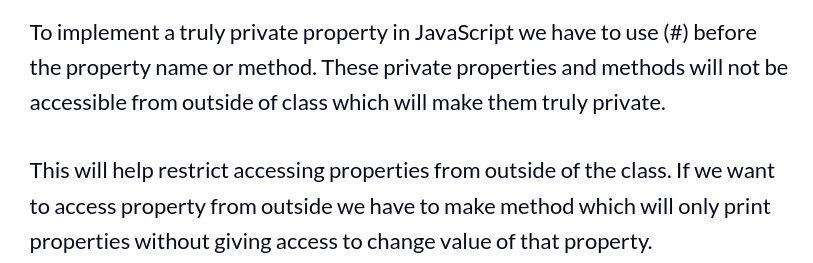 To implement a truly private property in JavaScript we have to use (#) before
the property name or method. These private properties and methods will not be
accessible from outside of class which will make them truly private.
This will help restrict accessing properties from outside of the class. If we want
to access property from outside we have to make method which will only print
properties without giving access to change value of that property.